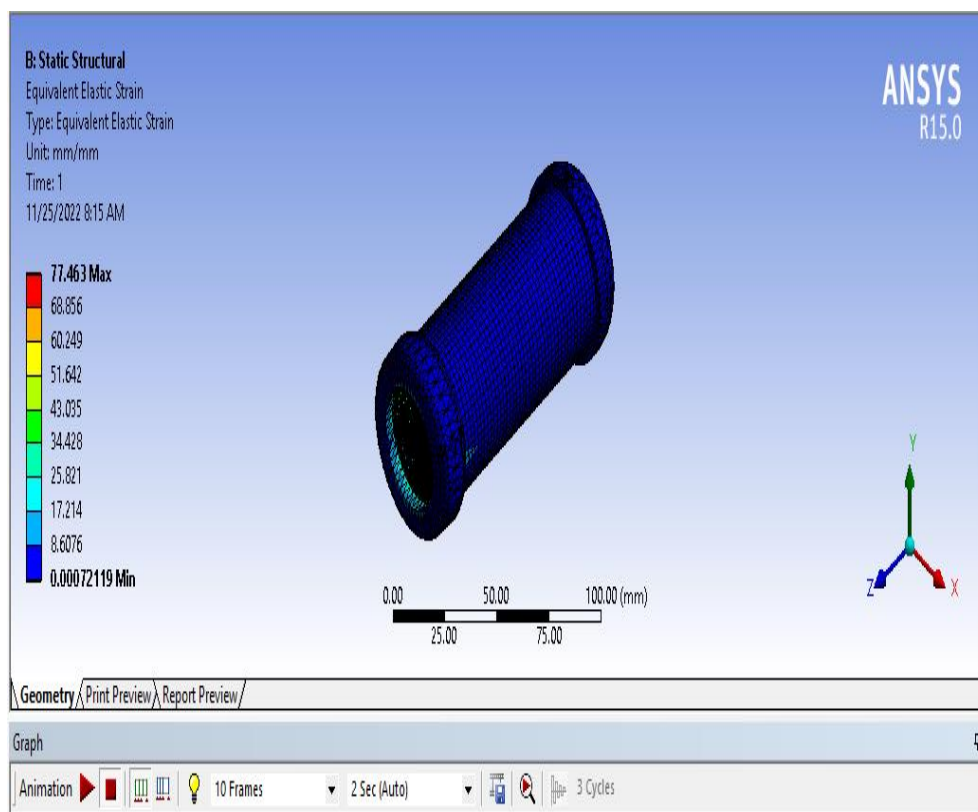 B: Static Structural
Equivalent Elastic Strain
Type: Equivalent Elastic Strain
Unit: mm/mm
Time: 1
11/25/2022 8:15 AM
ANSYS
R15.0
77.463 Max
68.856
60.249
51.642
43.035
34.428
25.821
17.214
8.6076
0.00072119 Min
Y
Z
X
0.00
50.00
100.00 (mm)
25.00
75.00
Geometry
Print Preview
Report Preview
Graph
Animation
10 Frames
2 Sec (Auto)
3 Cycles